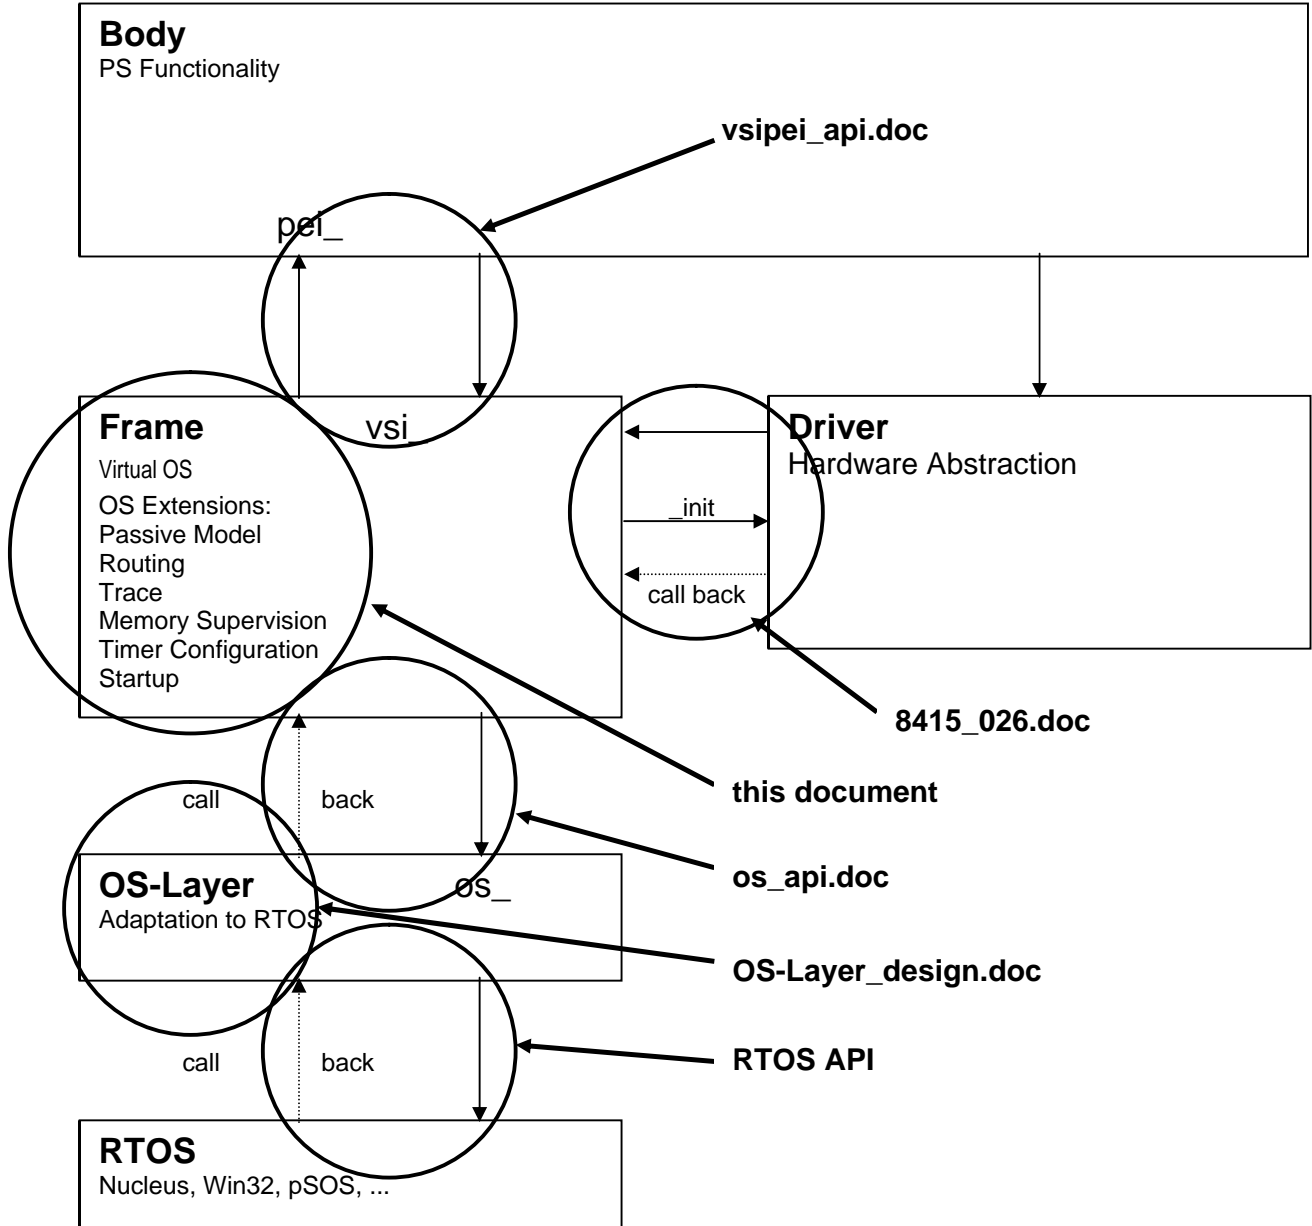 Body
PS Functionality
vsipei_api.doc
pei_
Frame
vsi_
Virtual OS
OS Extensions:
Passive Model
Routing
Trace
Memory Supervision
Timer Configuration
Startup
Driver
Hardware Abstraction
_init
call back
8415_026.doc
this document
call back
os_api.doc
OS-Layer
os_
Adaptation to RTOS
OS-Layer_design.doc
call back
RTOS API
RTOS
Nucleus, Win32, pSOS, ...